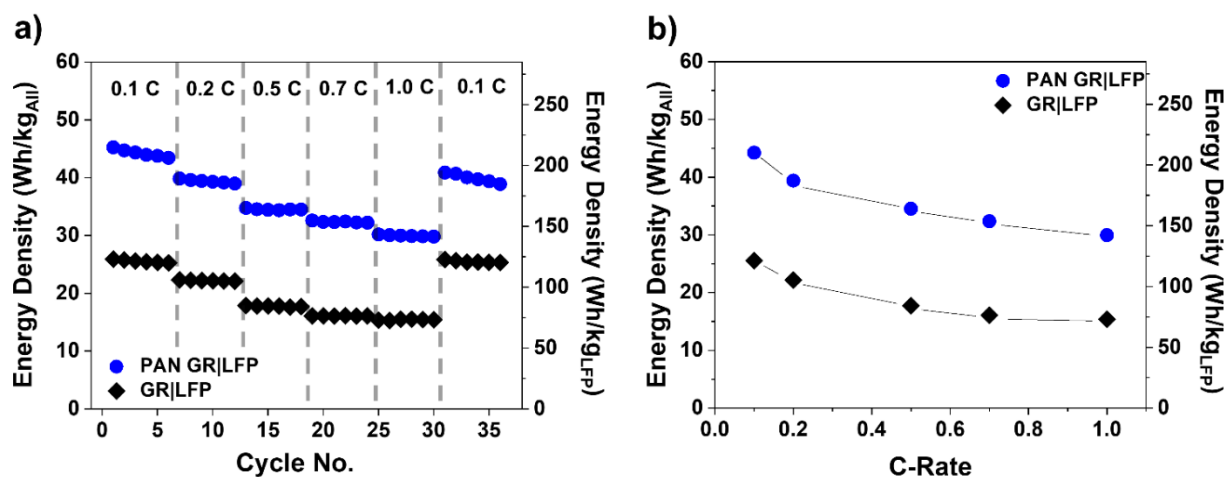 a)
Energy Density (Wh/kgAll)
60
50
40
30
20
10
0
0.1 C 0.2 C 0.5 C 0.7 C 1.0 C 0.1 C
PAN GR|LFP
GR|LFP
0 5 10 15 20 25 30 35
Cycle No.
250
200
150
100
50
0
Energy Density (Wh/kgLFP)
b)
Energy Density (Wh/kgAll)
60
50
40
30
20
10
0
PAN GR|LFP
GR|LFP
0.0 0.2 0.4 0.6 0.8 1.0
C-Rate
250
200
150
100
50
0
Energy Density (Wh/kgLFP)